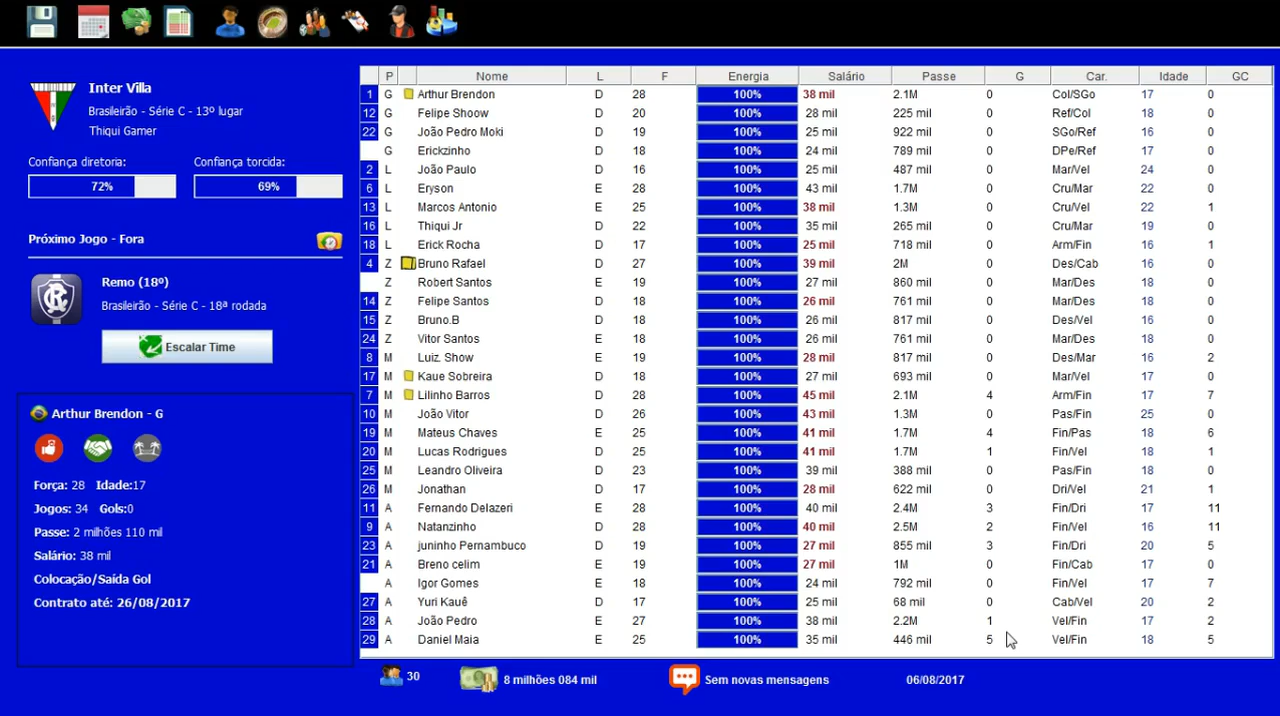 Inter Villa
Brasileirão - Série C - 13º lugar
Thiqui Gamer
Confiança diretoria: Confiança torcida:
72% 69%
Próximo Jogo - Fora
Remo (18º)
Brasileirão - Série C - 18ª rodada
Escalar Time
Arthur Brendon - G
Força: 28 Idade:17
Jogos: 34 Gols:0
Passe: 2 milhões 110 mil
Salário: 38 mil
Colocação/Saída Gol
Contrato até: 26/08/2017
P Nome L F Energia Salário Passe G Car. Idade GC
1 G Arthur Brendon D 28 100% 38 mil 2.1M 0 Col/SGo 17 0
12 G Felipe Shoow D 20 100% 28 mil 225 mil 0 Ref/Col 18 0
22 G João Pedro Moki D 19 100% 25 mil 922 mil 0 SGo/Ref 16 0
G Erickzinho D 18 100% 24 mil 789 mil 0 DPe/Ref 17 0
2 L João Paulo D 16 100% 25 mil 487 mil 0 Mar/Vel 24 0
6 L Eryson E 28 100% 43 mil 1.7M 0 Cru/Mar 22 0
13 L Marcos Antonio E 25 100% 38 mil 1.3M 0 Cru/Vel 22 1
16 L Thiqui Jr D 22 100% 35 mil 265 mil 0 Cru/Mar 19 0
18 L Erick Rocha D 17 100% 25 mil 718 mil 0 Arm/Fin 16 1
4 Z Bruno Rafael D 27 100% 39 mil 2M 0 Des/Cab 16 0
Z Robert Santos E 19 100% 27 mil 860 mil 0 Mar/Des 18 0
14 Z Felipe Santos D 18 100% 26 mil 761 mil 0 Mar/Des 18 0
15 Z Bruno.B D 18 100% 26 mil 817 mil 0 Des/Vel 16 0
24 Z Vitor Santos E 18 100% 26 mil 761 mil 0 Mar/Des 18 0
8 M Luiz. Show E 19 100% 28 mil 817 mil 0 Des/Mar 16 2
17 M Kaue Sobreira D 18 100% 27 mil 693 mil 0 Mar/Vel 17 0
7 M Lilinho Barros D 28 100% 45 mil 2.1M 4 Arm/Fin 17 7
10 M João Vitor D 26 100% 43 mil 1.3M 0 Pas/Fin 25 0
19 M Mateus Chaves E 25 100% 41 mil 1.7M 4 Fin/Pas 18 6
20 M Lucas Rodrigues D 25 100% 41 mil 1.7M 1 Fin/Vel 18 1
25 M Leandro Oliveira D 23 100% 39 mil 388 mil 0 Pas/Fin 18 0
26 M Jonathan D 17 100% 28 mil 622 mil 0 Dri/Vel 21 1
11 A Fernando Delazeri E 28 100% 40 mil 2.4M 3 Fin/Dri 17 11
9 A Natanzinho D 28 100% 40 mil 2.5M 2 Fin/Vel 16 11
23 A juninho Pernambuco D 19 100% 27 mil 855 mil 3 Fin/Dri 20 5
21 A Breno celim E 19 100% 27 mil 1M 0 Fin/Cab 17 0
A Igor Gomes E 18 100% 24 mil 792 mil 0 Fin/Vel 17 7
27 A Yuri Kauê D 17 100% 25 mil 68 mil 0 Cab/Vel 20 2
28 A João Pedro E 27 100% 38 mil 2.2M 1 Vel/Fin 17 2
29 A Daniel Maia E 25 100% 35 mil 446 mil 5 Vel/Fin 18 5
30 8 milhões 084 mil Sem novas mensagens 06/08/2017